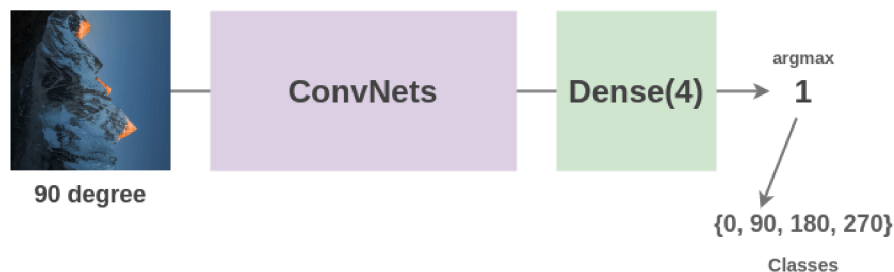 90 degree
ConvNets
Dense(4)
argmax
1
{0, 90, 180, 270}
Classes